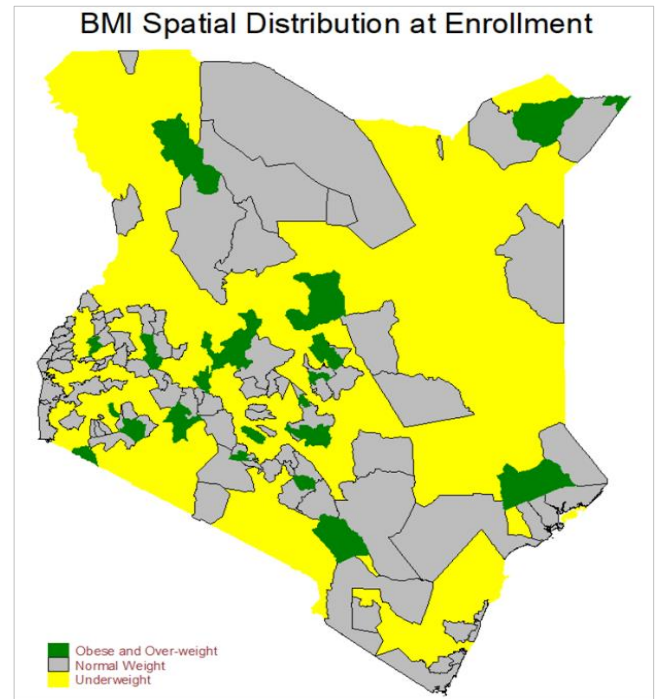 BMI Spatial Distribution at Enrollment
Obese and Over-weight
Normal Weight
Underweight